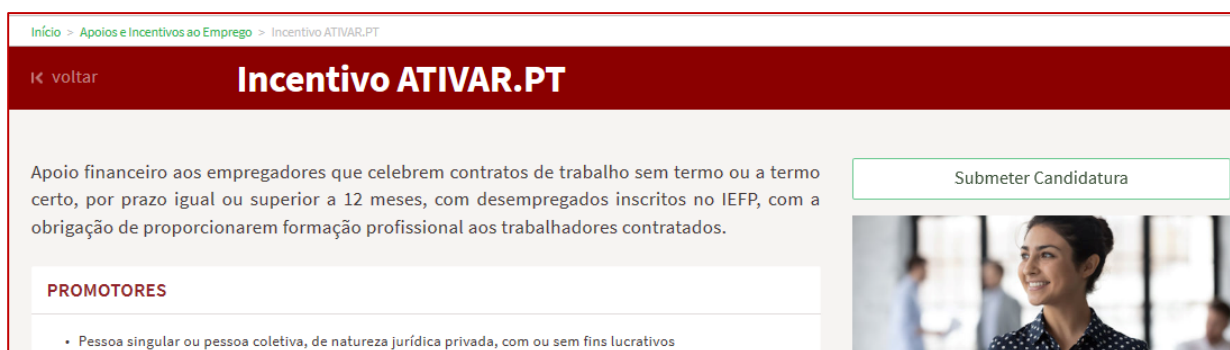 Início > Apoios e Incentivos ao Emprego > Incentivo ATIVAR.PT
voltar
Incentivo ATIVAR.PT
Apoio financeiro aos empregadores que celebrem contratos de trabalho sem termo ou a termo
certo, por prazo igual ou superior a 12 meses, com desempregados inscritos no IEFP, com a
obrigação de proporcionarem formação profissional aos trabalhadores contratados.
Submeter Candidatura
PROMOTORES
• Pessoa singular ou pessoa coletiva, de natureza jurídica privada, com ou sem fins lucrativos